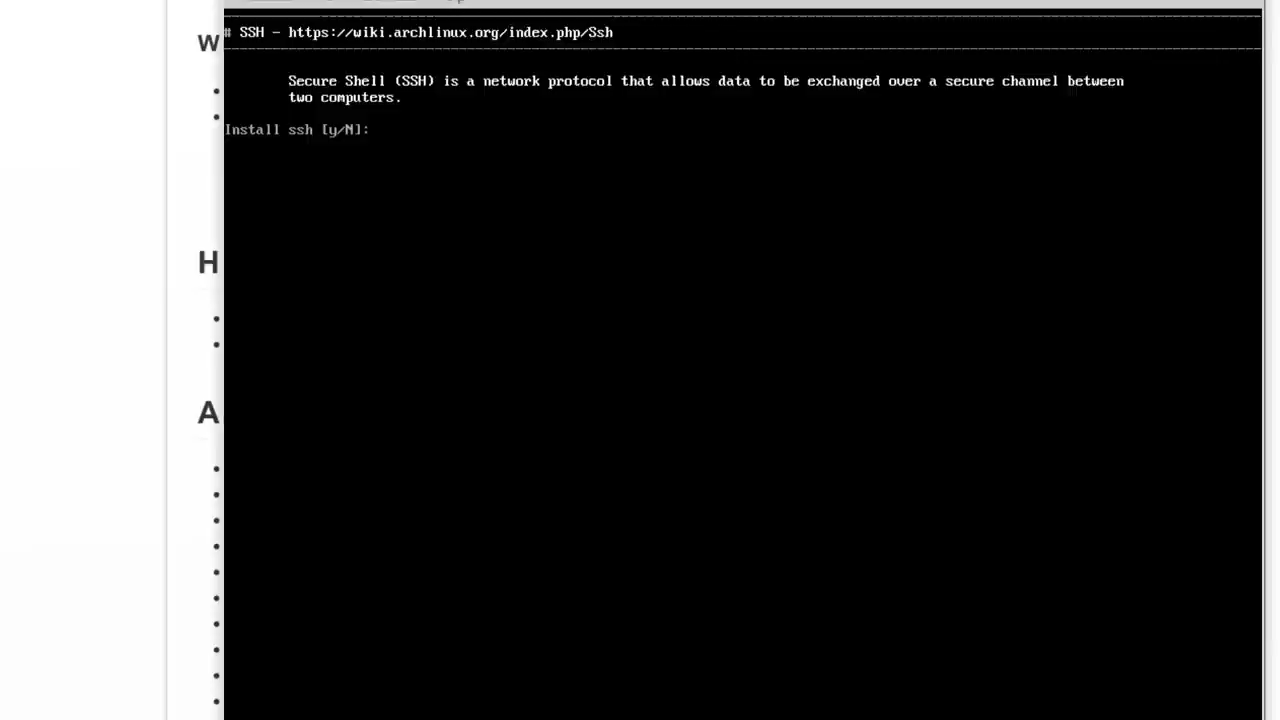 # SSH - https://wiki.archlinux.org/index.php/Ssh
Secure Shell (SSH) is a network protocol that allows data to be exchanged over a secure channel between
two computers.
Install ssh [y/N]:
W
H
A